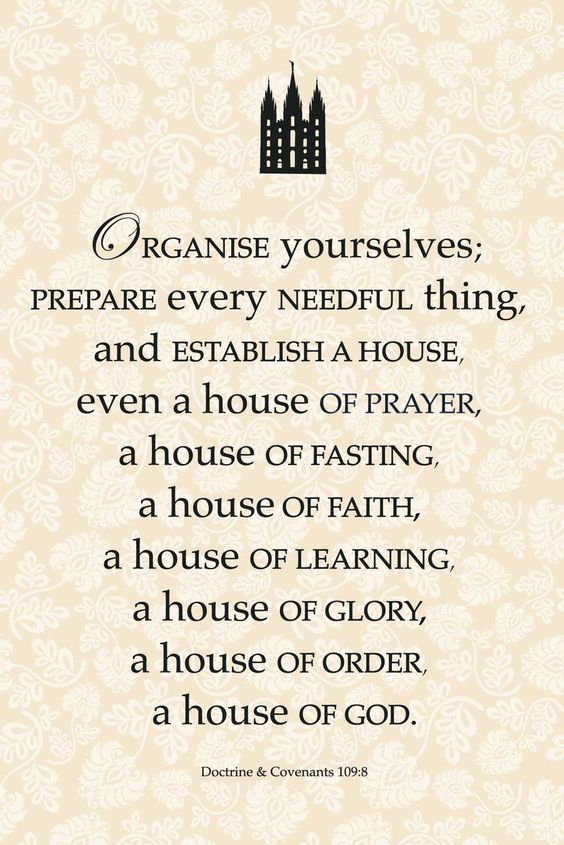 ORGANISE yourselves;
PREPARE every NEEDFUL thing,
and ESTABLISH A HOUSE,
even a house OF PRAYER,
a house OF FASTING,
a house OF FAITH,
a house OF LEARNING,
a house OF GLORY,
a house OF ORDER,
a house OF GOD.
Doctrine & Covenants 109:8